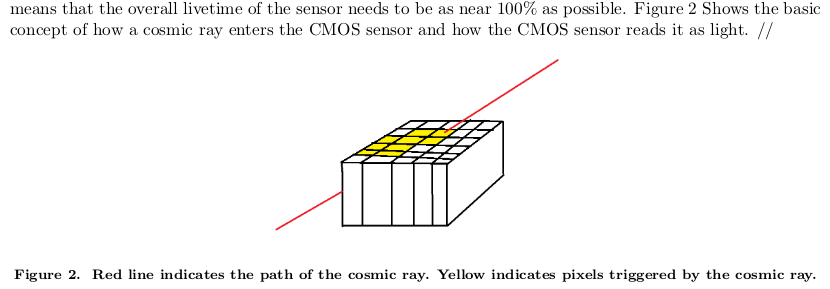 means that the overall livetime of the sensor needs to be as near 100% as possible. Figure 2 Shows the basic
concept of how a cosmic ray enters the CMOS sensor and how the CMOS sensor reads it as light. //
Figure 2. Red line indicates the path of the cosmic ray. Yellow indicates pixels triggered by the cosmic ray.